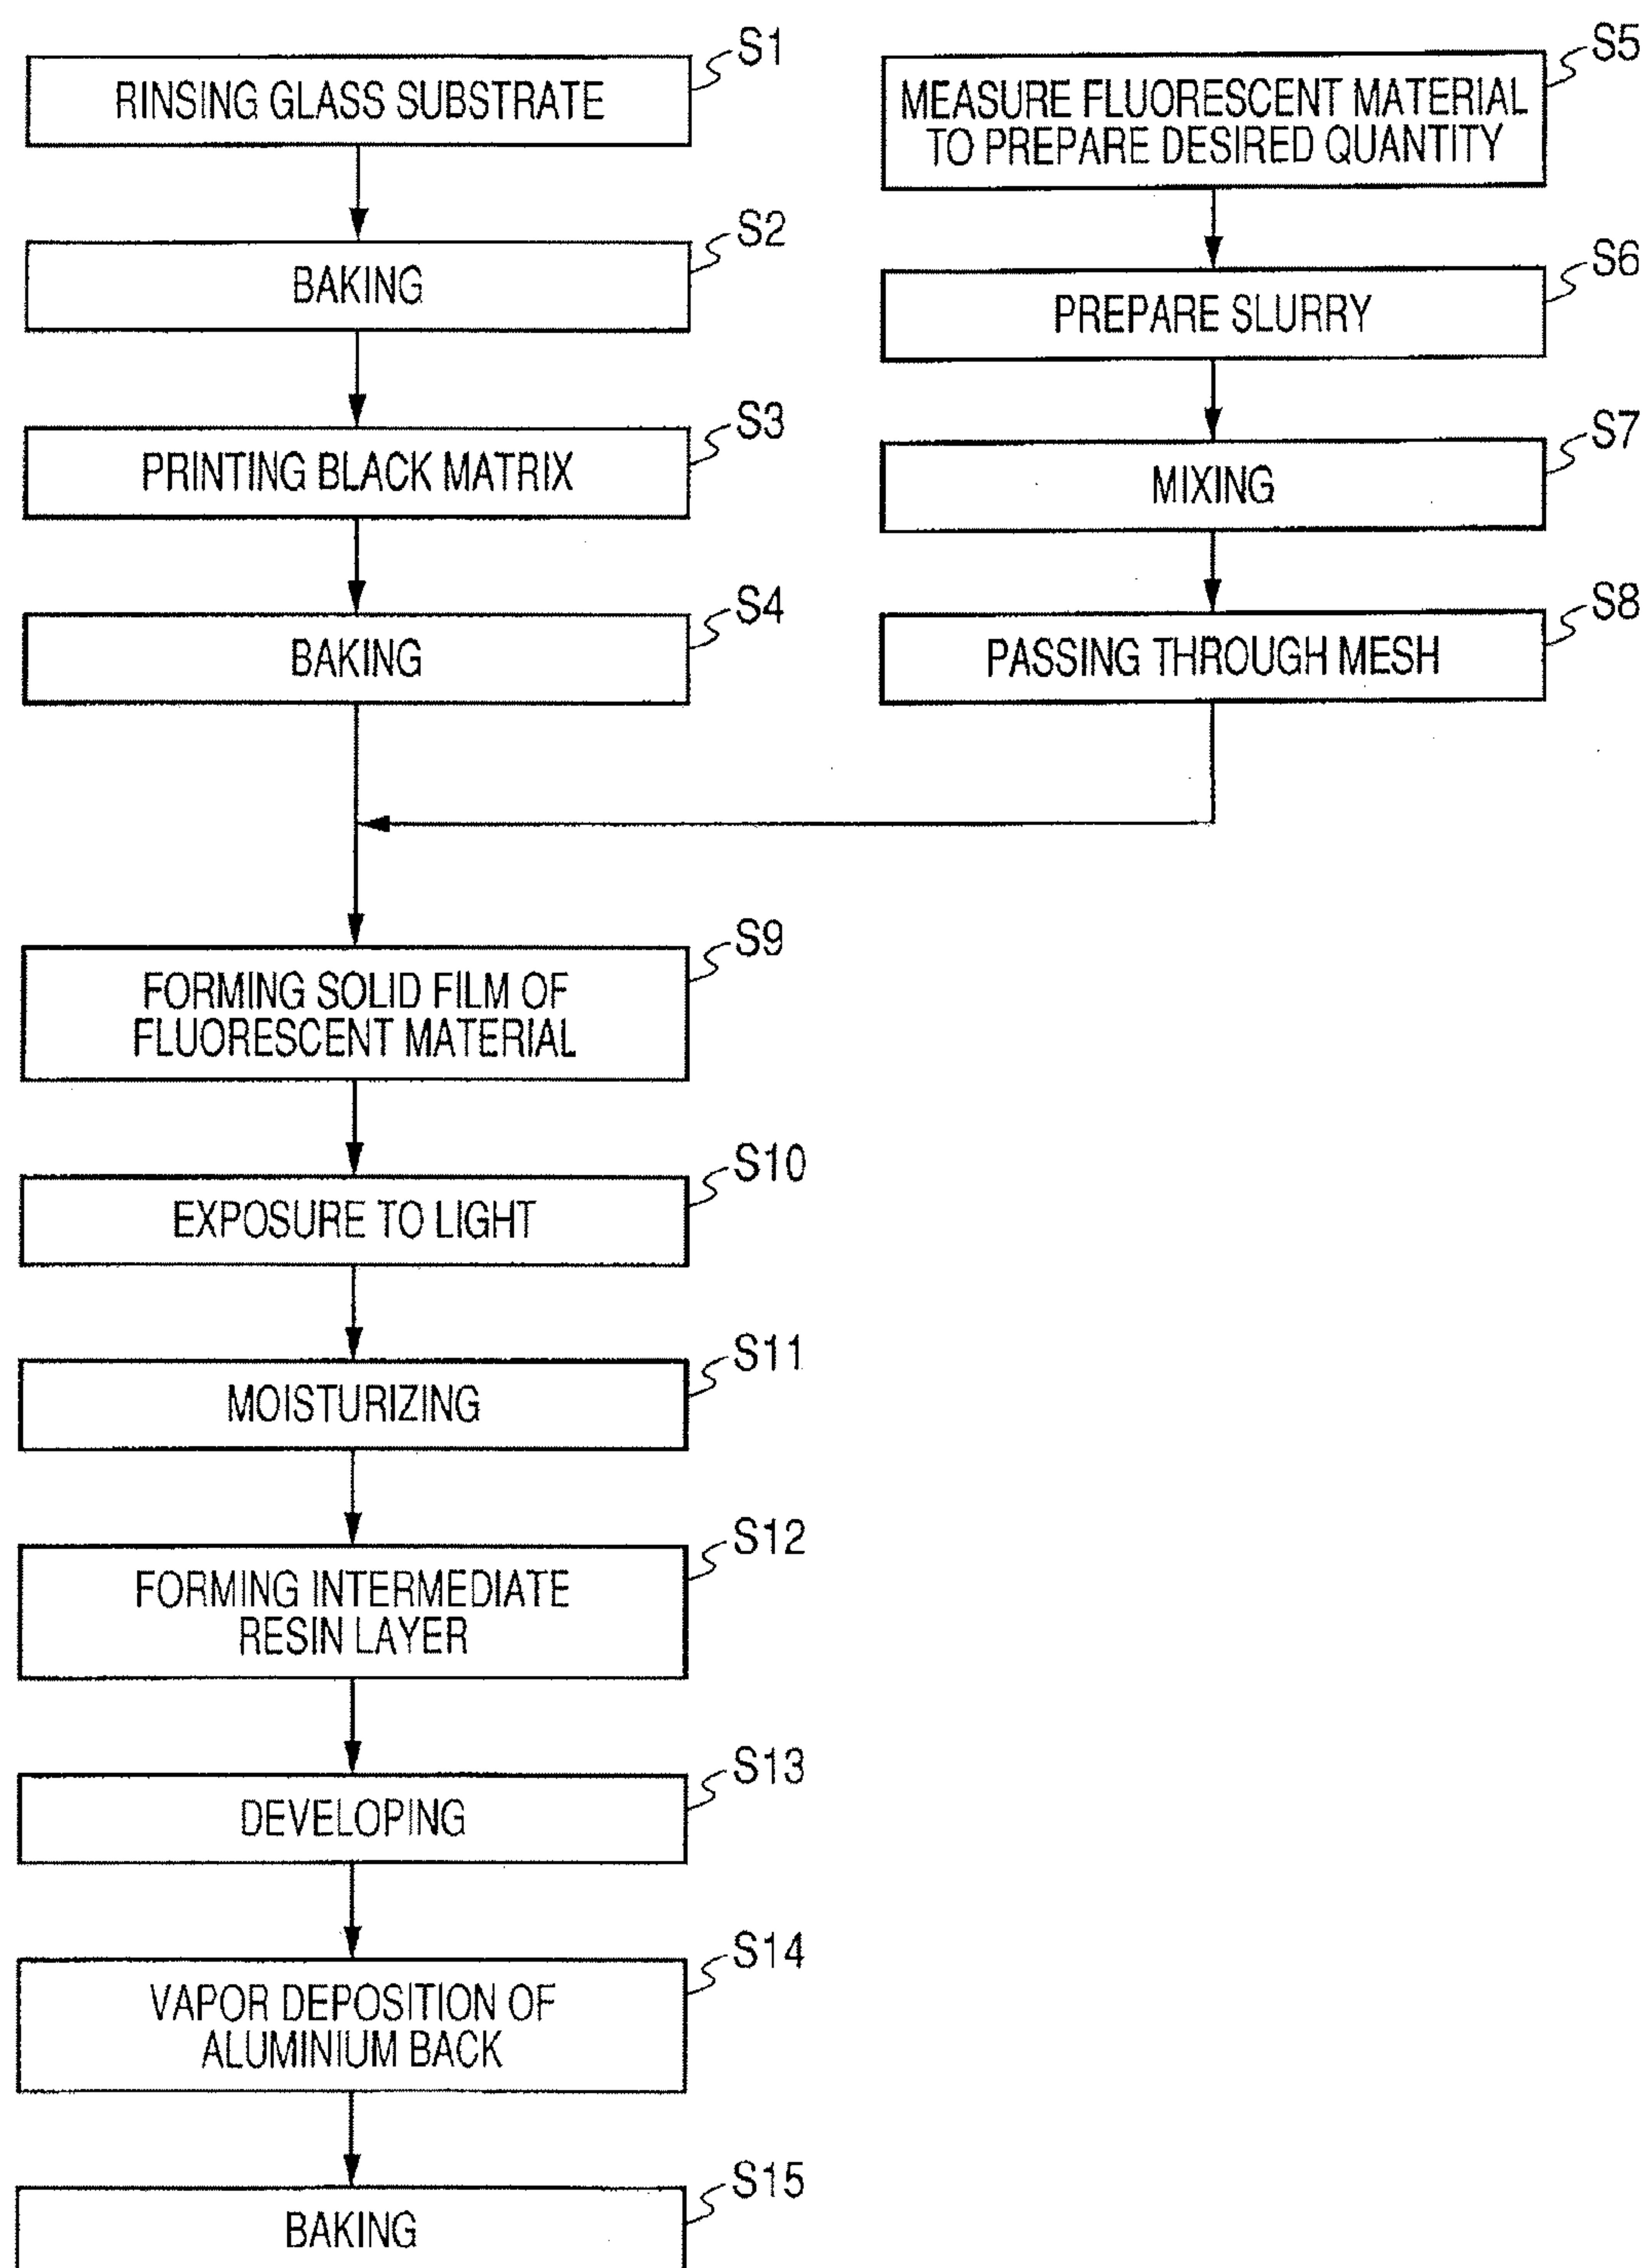 S1
RINSING GLASS SUBSTRATE
S2
BAKING
S3
PRINTING BLACK MATRIX
S4
BAKING
S5
MEASURE FLUORESCENT MATERIAL
TO PREPARE DESIRED QUANTITY
S6
PREPARE SLURRY
S7
MIXING
S8
PASSING THROUGH MESH
S9
FORMING SOLID FILM OF
FLUORESCENT MATERIAL
S10
EXPOSURE TO LIGHT
S11
MOISTURIZING
S12
FORMING INTERMEDIATE
RESIN LAYER
S13
DEVELOPING
S14
VAPOR DEPOSITION OF
ALUMINIUM BACK
S15
BAKING